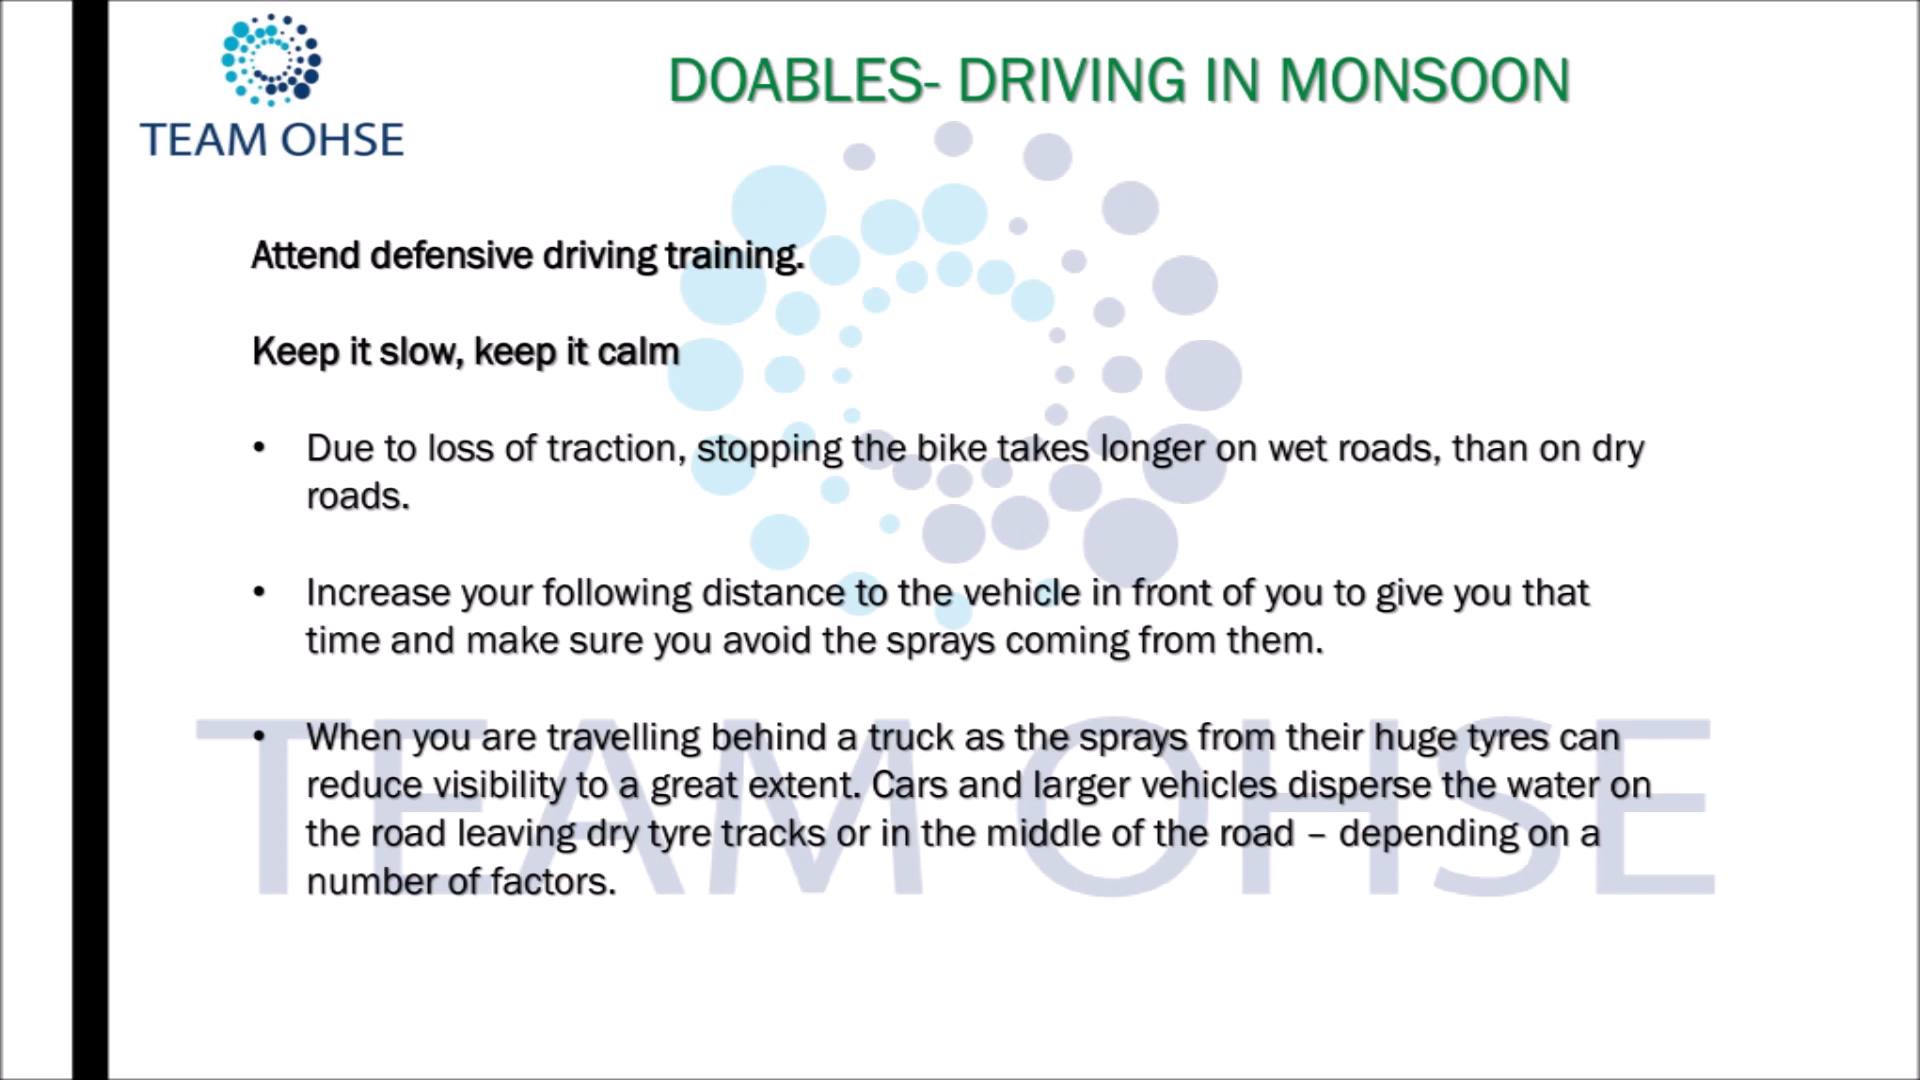 TEAM OHSE
DOABLES- DRIVING IN MONSOON
Attend defensive driving training.
Keep it slow, keep it calm
• Due to loss of traction, stopping the bike takes longer on wet roads, than on dry
roads.
• Increase your following distance to the vehicle in front of you to give you that
time and make sure you avoid the sprays coming from them.
• When you are travelling behind a truck as the sprays from their huge tyres can
reduce visibility to a great extent. Cars and larger vehicles disperse the water on
the road leaving dry tyre tracks or in the middle of the road – depending on a
number of factors.
TEAM OHSE